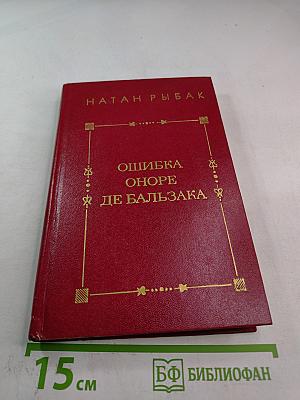 НАТАН РЫБАК
ОШИБКА
ОНОРЕ
ДЕ БАЛЬЗАКА
15 см
БФ БИБЛИОФАН